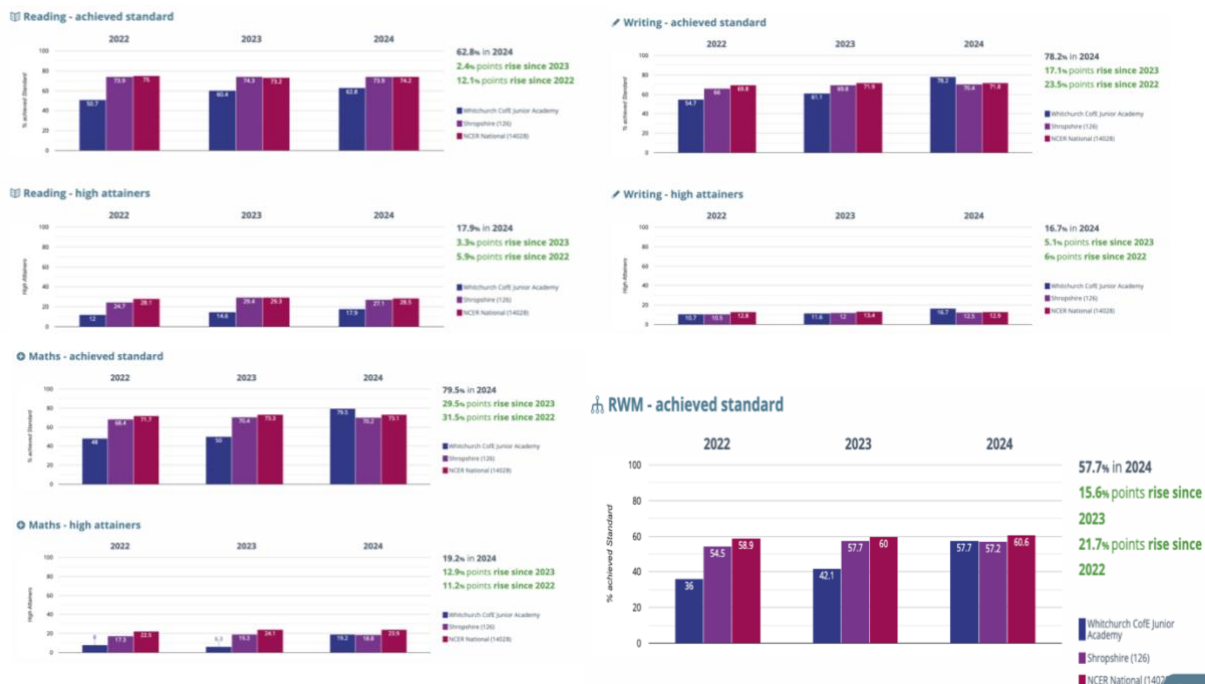 Reading - achieved standard
2022 2023 2024
% achieved Standard
100
80
60
40
20
0
50.7 73.9 75
60.4 74.3 73.2
62.8 73.9 74.2
62.8% in 2024
2.4% points rise since 2023
12.1% points rise since 2022
Whitchurch CofE Junior Academy
Shropshire (126)
NCER National (14028)
Writing - achieved standard
2022 2023 2024
% achieved Standard
100
80
60
40
20
0
54.7 66 69.8
61.1 69.8 71.9
78.2 70.4 71.8
78.2% in 2024
17.1% points rise since 2023
23.5% points rise since 2022
Whitchurch CofE Junior Academy
Shropshire (126)
NCER National (14028)
Reading - high attainers
2022 2023 2024
High Attainers
100
80
60
40
20
0
12 24.7 28.1
14.6 29.4 29.3
17.9 27.1 28.5
17.9% in 2024
3.3% points rise since 2023
5.9% points rise since 2022
Whitchurch CofE Junior Academy
Shropshire (126)
NCER National (14028)
Writing - high attainers
2022 2023 2024
High Attainers
100
80
60
40
20
0
10.7 10.5 12.8
11.6 12 13.4
16.7 12.5 12.9
16.7% in 2024
5.1% points rise since 2023
6% points rise since 2022
Whitchurch CofE Junior Academy
Shropshire (126)
NCER National (14028)
Maths - achieved standard
2022 2023 2024
% achieved Standard
100
80
60
40
20
0
48 68.4 71.7
50 70.4 73.3
79.5 70.2 73.1
79.5% in 2024
29.5% points rise since 2023
31.5% points rise since 2022
Whitchurch CofE Junior Academy
Shropshire (126)
NCER National (14028)
Maths - high attainers
2022 2023 2024
High Attainers
100
80
60
40
20
0
8 17.5 22.5
6.3 19.3 24.1
19.2 18.8 23.9
19.2% in 2024
12.9% points rise since 2023
11.2% points rise since 2022
Whitchurch CofE Junior Academy
Shropshire (126)
NCER National (14028)
RWM - achieved standard
2022 2023 2024
% achieved Standard
100
80
60
40
20
0
36 54.5 58.9
42.1 57.7 60
57.7 57.2 60.6
57.7% in 2024
15.6% points rise since
2023
21.7% points rise since
2022
Whitchurch CofE Junior
Academy
Shropshire (126)
NCER National